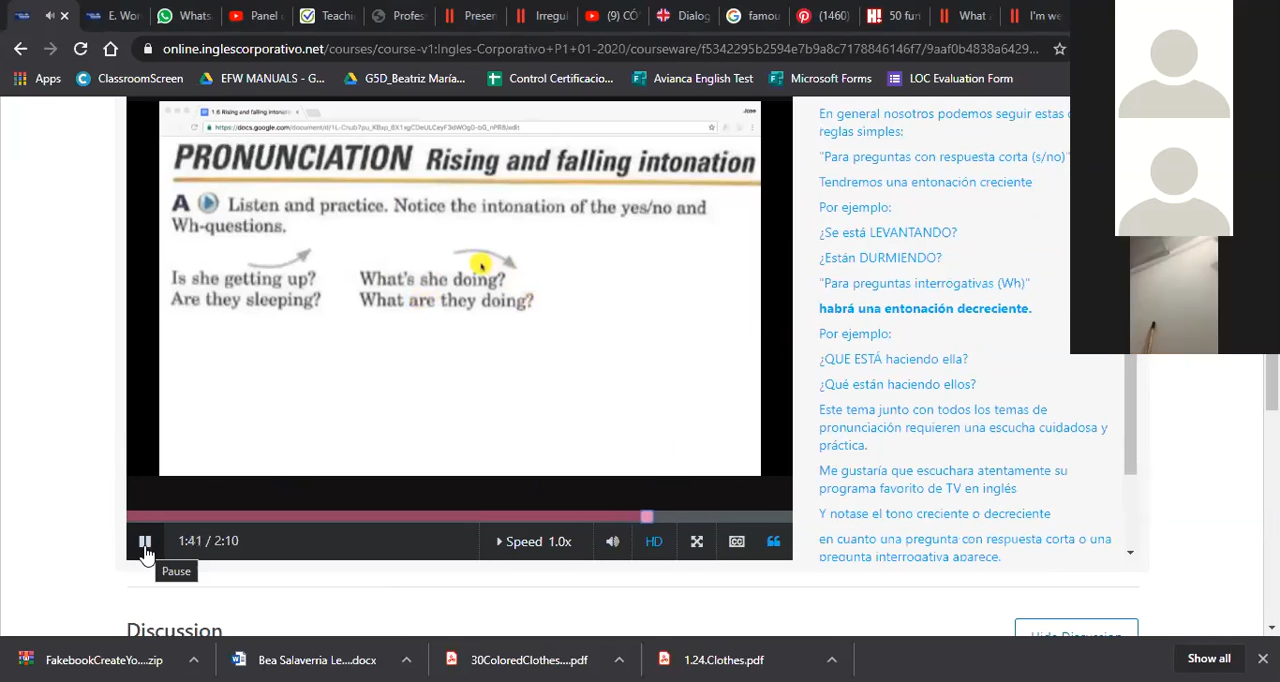 E. Wor
Whats
Panel
Teachi
Profes
Presen
Irregul
(9) (CÓ
Dialog
famou
(1460)
50 fun
What a
I'm we
online.inglescorporativo.net/courses/course-v1:Ingles-Corporativo+P1+01-2020/courseware/f5342295b2594e7b9a8c7178846146f7/9aaf0b4838a6429...
Apps
ClassroomScreen
EFW MANUALS - G...
G5D_Beatriz María...
Control Certificacio...
Avianca English Test
Microsoft Forms
LOC Evaluation Form
1.6 Rising and falling intonatio
PRONUNCIATION Rising and falling intonation
A Listen and practice. Notice the intonation of the yes/no and
Wh-questions.
Is she getting up? What's she doing?
Are they sleeping? What are they doing?
1:41 / 2:10
Speed 1.0x
HD
Pause
En general nosotros podemos seguir estas
reglas simples:
"Para preguntas con respuesta corta (s/no)"
Tendremos una entonación creciente
Por ejemplo:
¿Se está LEVANTANDO?
¿Están DURMIENDO?
"Para preguntas interrogativas (Wh)"
habrá una entonación decreciente.
Por ejemplo:
¿QUE ESTÁ haciendo ella?
¿Qué están haciendo ellos?
Este tema junto con todos los temas de
pronunciación requieren una escucha cuidadosa y
práctica.
Me gustaría que escuchara atentamente su
programa favorito de TV en inglés
Y notase el tono creciente o decreciente
en cuanto una pregunta con respuesta corta o una
pregunta interrogativa aparece.
Discussion
Hide Discussion
FakebookCreateYo....zip
Bea Salaverria Le....docx
30ColoredClothes....pdf
1.24.Clothes.pdf
Show all